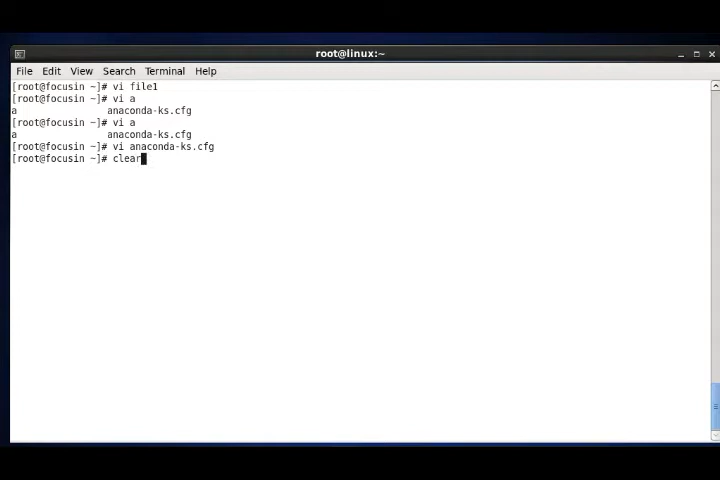 root@linux:~
File Edit View Search Terminal Help
[root@focusin ~]# vi file1
[root@focusin ~]# vi a
a anaconda-ks.cfg
[root@focusin ~]# vi a
a anaconda-ks.cfg
[root@focusin ~]# vi anaconda-ks.cfg
[root@focusin ~]# clear